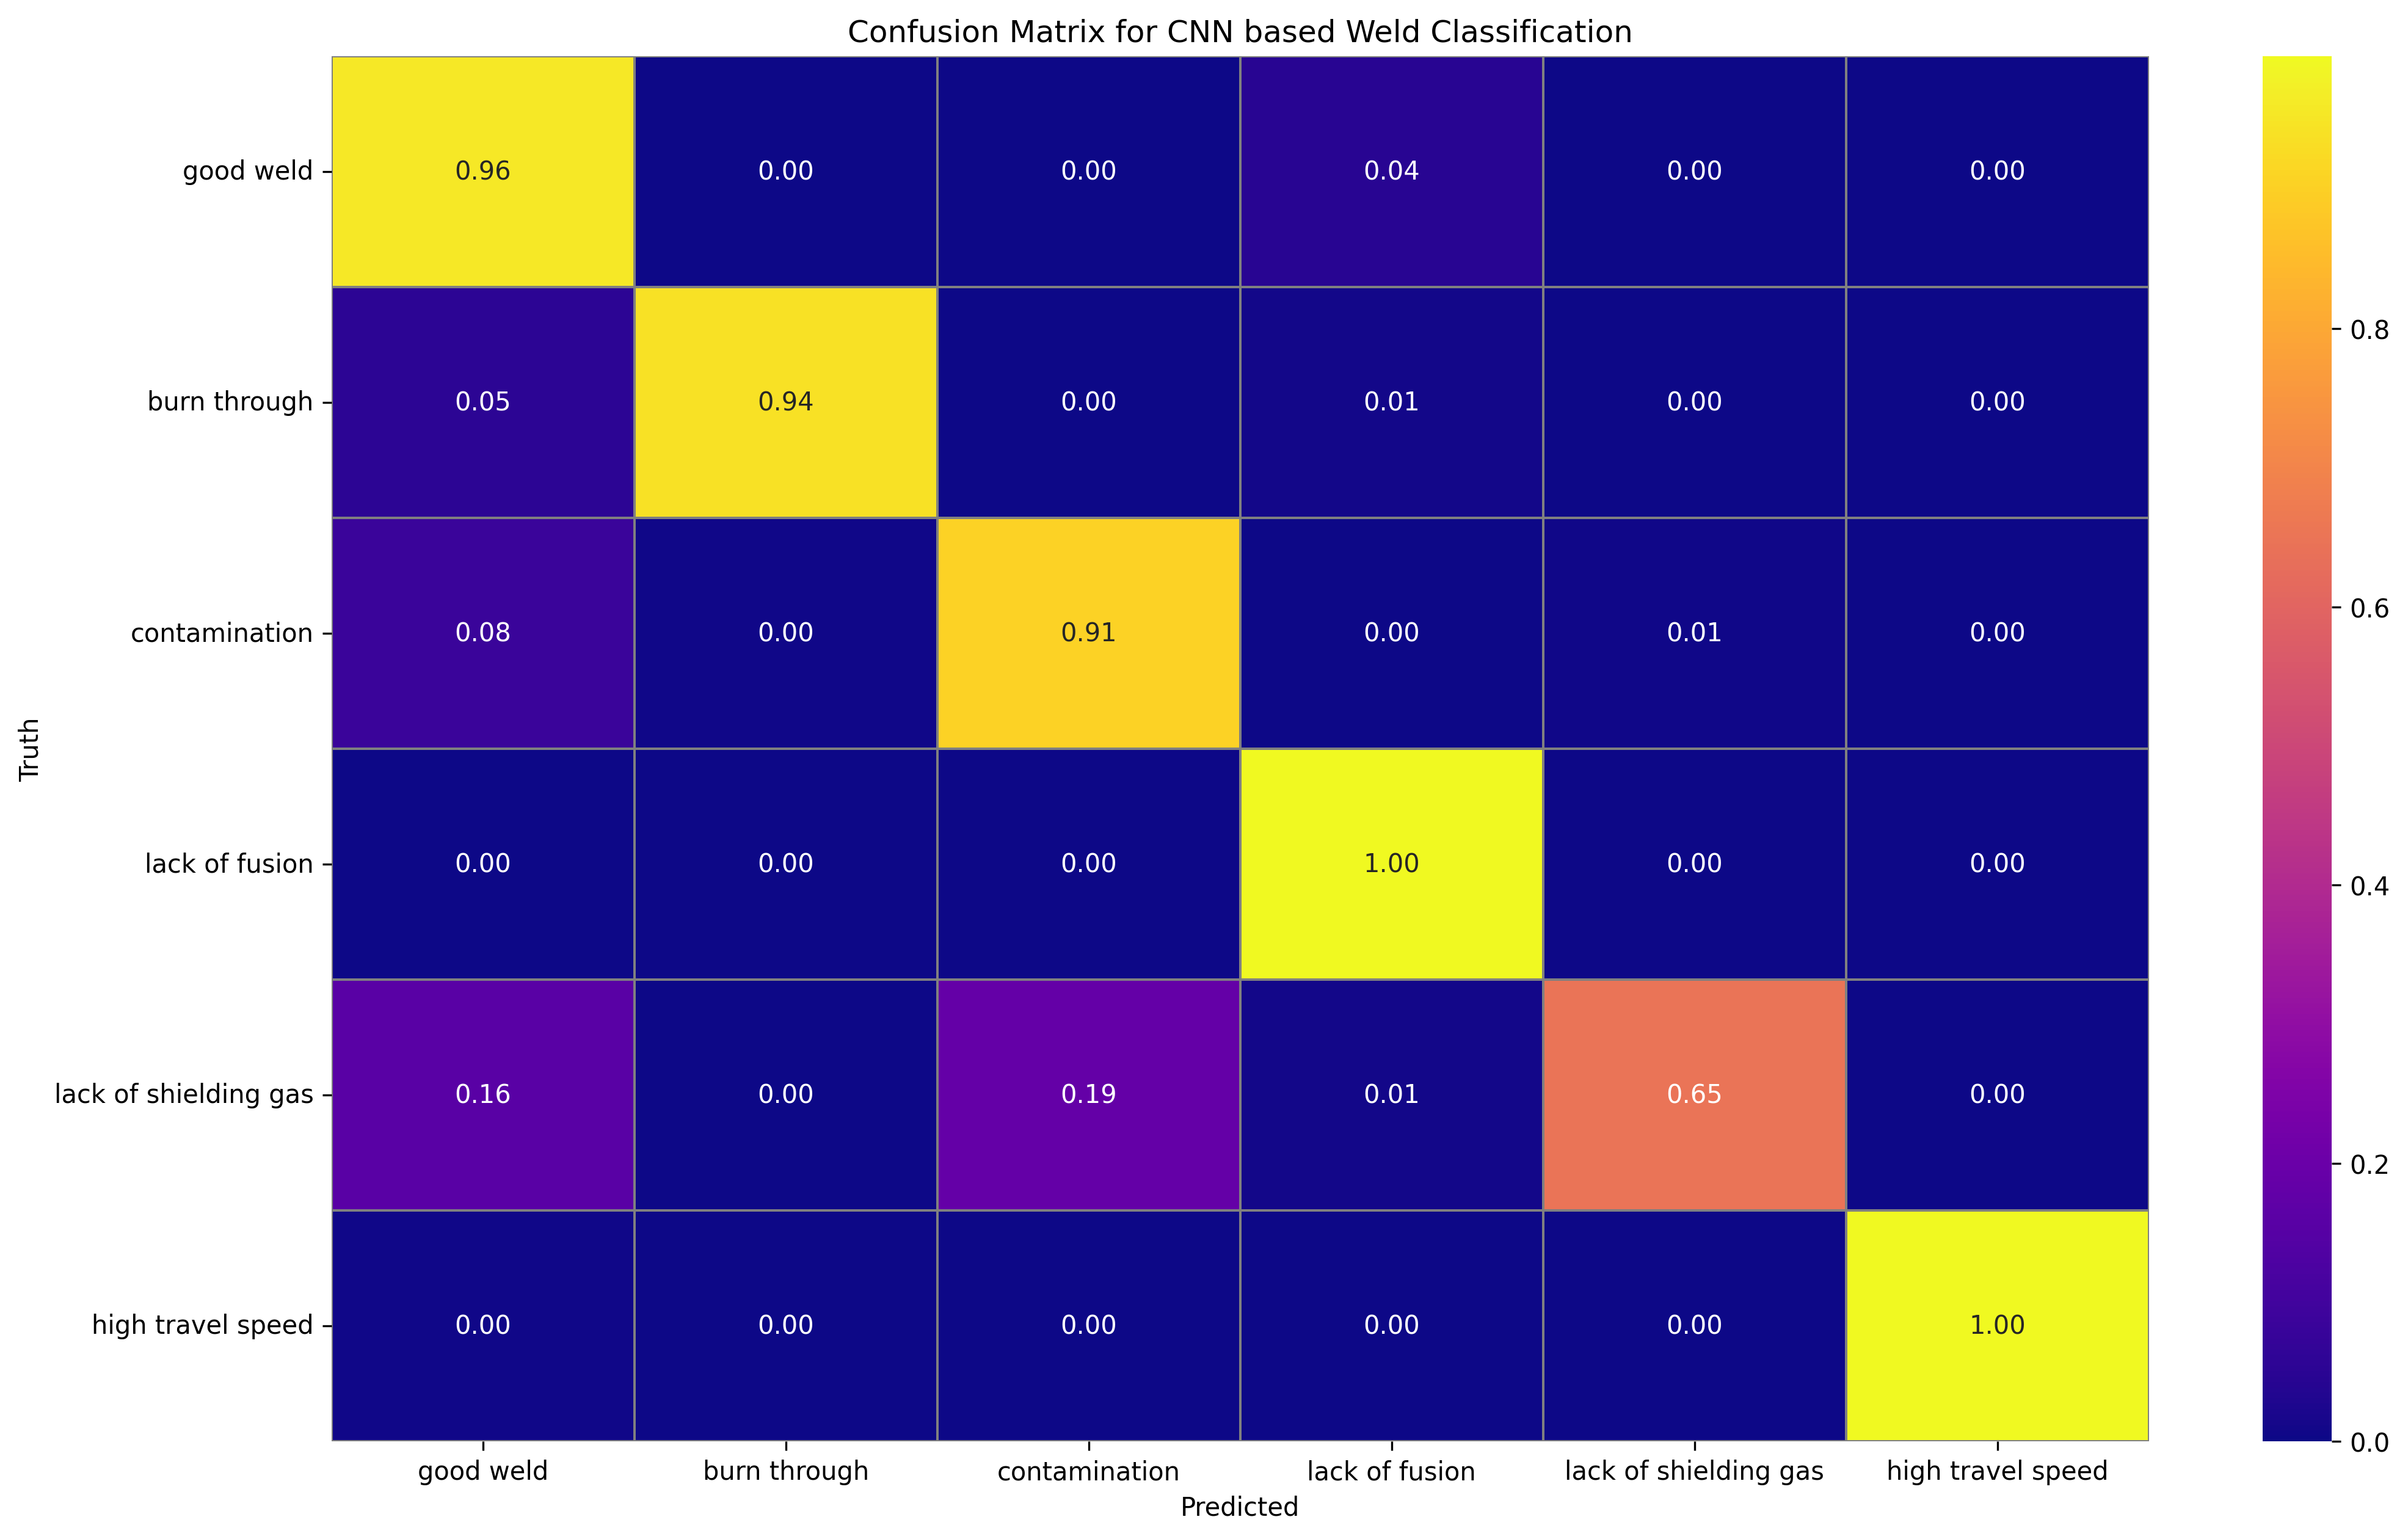 Confusion Matrix for CNN based Weld Classification
good weld 0.96 0.00 0.00 0.04 0.00 0.00
burn through 0.05 0.94 0.00 0.01 0.00 0.00
contamination 0.08 0.00 0.91 0.00 0.01 0.00
lack of fusion 0.00 0.00 0.00 1.00 0.00 0.00
lack of shielding gas 0.16 0.00 0.19 0.01 0.65 0.00
high travel speed 0.00 0.00 0.00 0.00 0.00 1.00
good weld burn through contamination lack of fusion lack of shielding gas high travel speed
Predicted
Truth
0.8
0.6
0.4
0.2
0.0